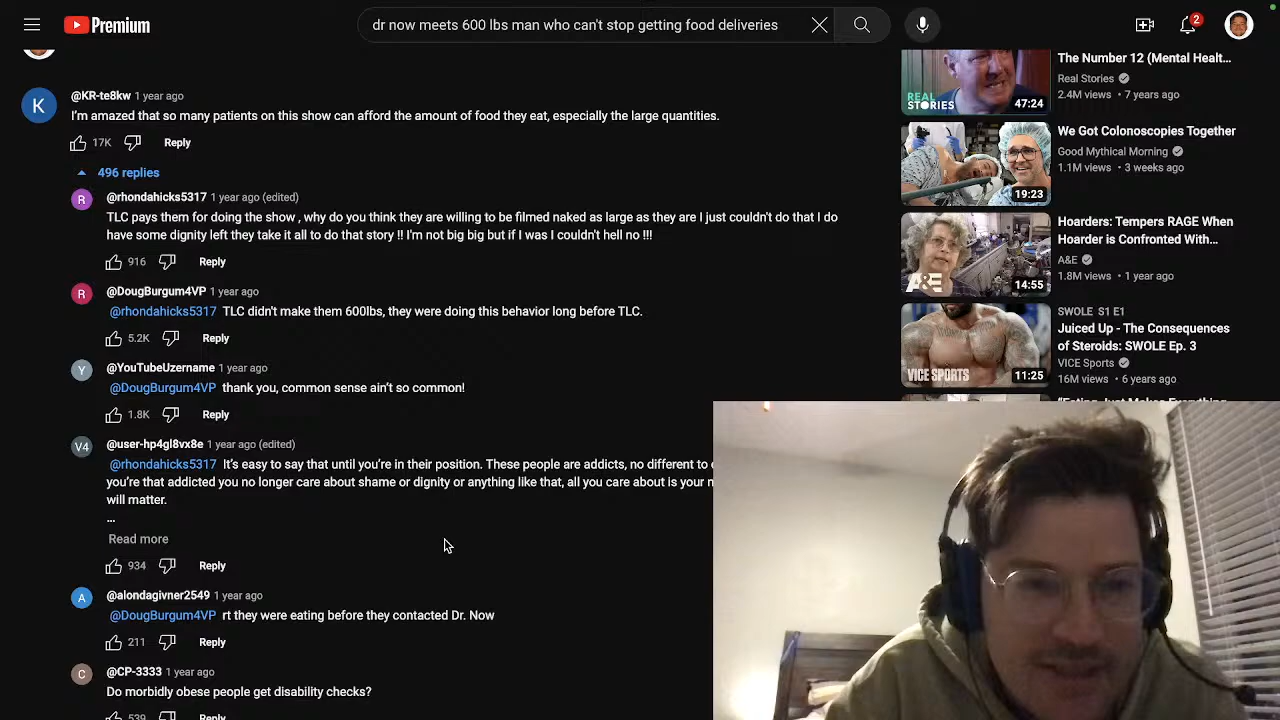 Premium
dr now meets 600 lbs man who can't stop getting food deliveries
2
K
@KR-te8kw 1 year ago
I'm amazed that so many patients on this show can afford the amount of food they eat, especially the large quantities.
17K
Reply
496 replies
R
@rhondahicks5317 1 year ago (edited)
TLC pays them for doing the show , why do you think they are willing to be filmed naked as large as they are I just couldn't do that I do
have some dignity left they take it all to do that story !! I'm not big big but if I was I couldn't hell no !!!
916
Reply
R
@DougBurgum4VP 1 year ago
@rhondahicks5317 TLC didn't make them 600lbs, they were doing this behavior long before TLC.
5.2K
Reply
Y
@YouTubeUzername 1 year ago
@DougBurgum4VP thank you, common sense ain't so common!
1.8K
Reply
V4
@user-hp4gl8vx8e 1 year ago (edited)
@rhondahicks5317 It's easy to say that until you're in their position. These people are addicts, no different to
you're that addicted you no longer care about shame or dignity or anything like that, all you care about is your
will matter.
...
Read more
934
Reply
A
@alondagivner2549 1 year ago
@DougBurgum4VP rt they were eating before they contacted Dr. Now
211
Reply
C
@CP-3333 1 year ago
Do morbidly obese people get disability checks?
539
Reply
REAL
STORIES
47:24
The Number 12 (Mental Healt...
Real Stories
2.4M views • 7 years ago
19:23
We Got Colonoscopies Together
Good Mythical Morning
1.1M views • 3 weeks ago
A&E
14:55
Hoarders: Tempers RAGE When
Hoarder is Confronted With...
A&E
1.8M views • 1 year ago
VICE SPORTS
11:25
SWOLE S1 E1
Juiced Up - The Consequences
of Steroids: SWOLE Ep. 3
VICE Sports
16M views • 6 years ago